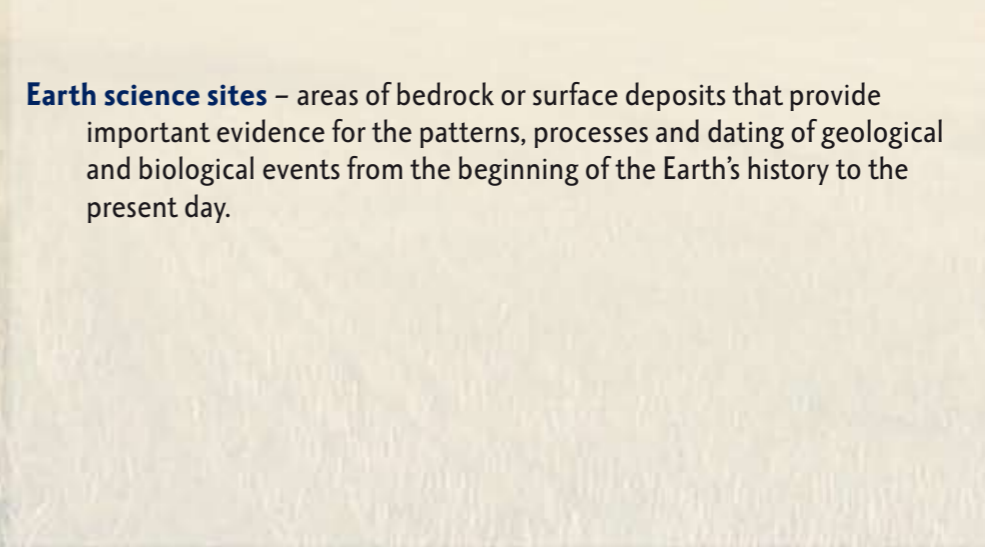 Earth science sites – areas of bedrock or surface deposits that provide
important evidence for the patterns, processes and dating of geological
and biological events from the beginning of the Earth’s history to the
present day.